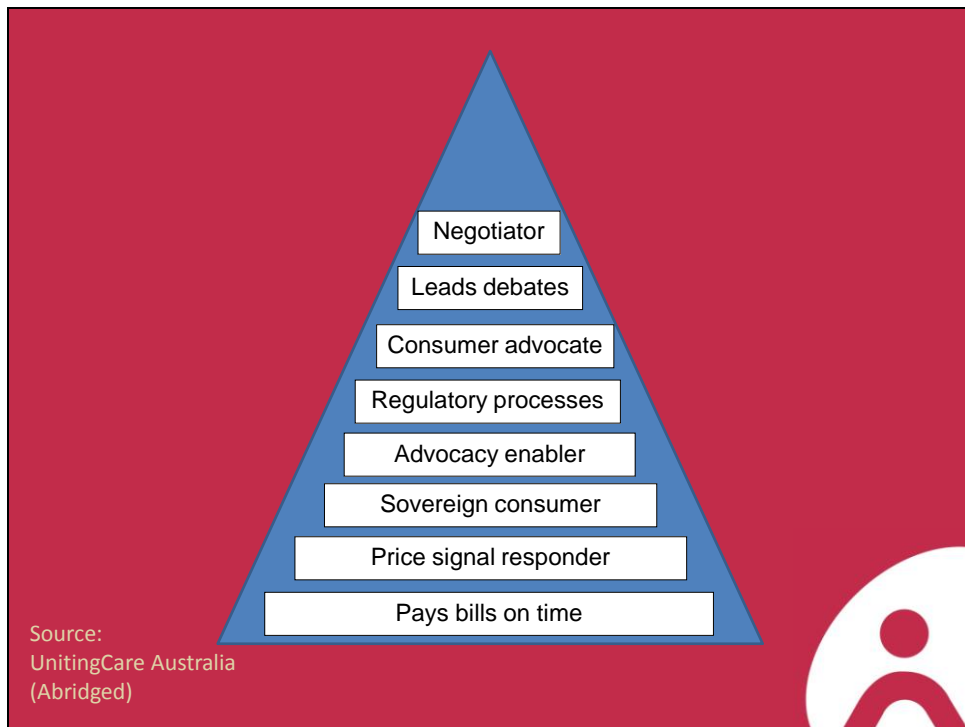 Negotiator
Leads debates
Consumer advocate
Regulatory processes
Advocacy enabler
Sovereign consumer
Price signal responder
Pays bills on time
Source:
UnitingCare Australia
(Abridged)